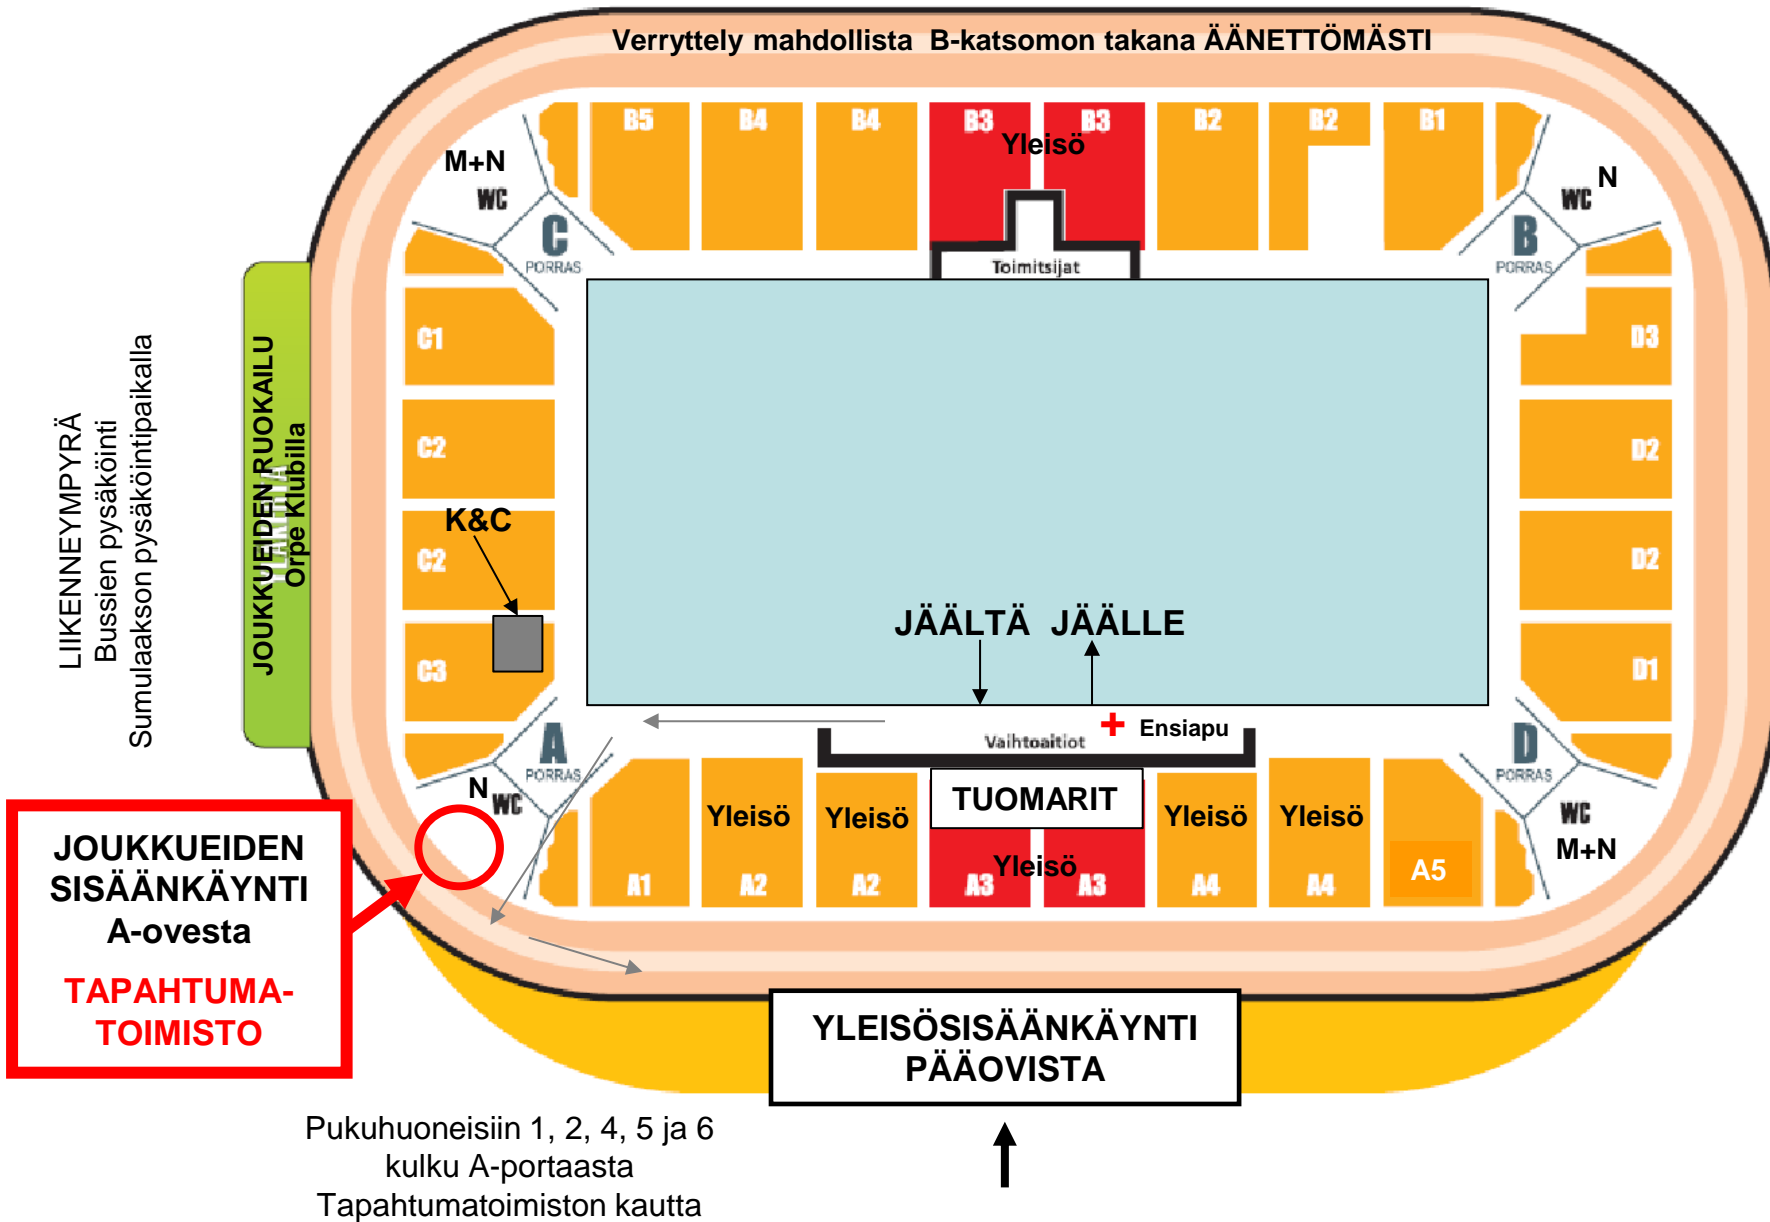 Verryttely mahdollista B-katsomon takana ÄÄNETTÖMÄSTI
B5
B4
B4
B3
B3
Yleisö
B2
B2
B1
M+N
WC
C
PORRAS
N
WC
B
PORRAS
Toimitsijat
C1
C2
C2
C3
K&C
D3
D2
D2
D1
LIIKENNEYMPYRÄ
Bussien pysäköinti
Sumulaakson pysäköintipaikalla
JOUKKUEIDEN RUOKAILU
Orpe Klubilla
JÄÄLTÄ JÄÄLLE
Ensiapu
Vaihtoaitiot
A
PORRAS
N
WC
D
PORRAS
WC
M+N
TUOMARIT
Yleisö
Yleisö
Yleisö
Yleisö
Yleisö
A1
A2
A2
A3
A3
A4
A4
A5
JOUKKUEIDEN
SISÄÄNKÄYNTI
A-ovesta
TAPAHTUMA-
TOIMISTO
YLEISÖSISÄÄNKÄYNTI
PÄÄOVISTA
Pukuhuoneisiin 1, 2, 4, 5 ja 6
kulku A-portaasta
Tapahtumatoimiston kautta